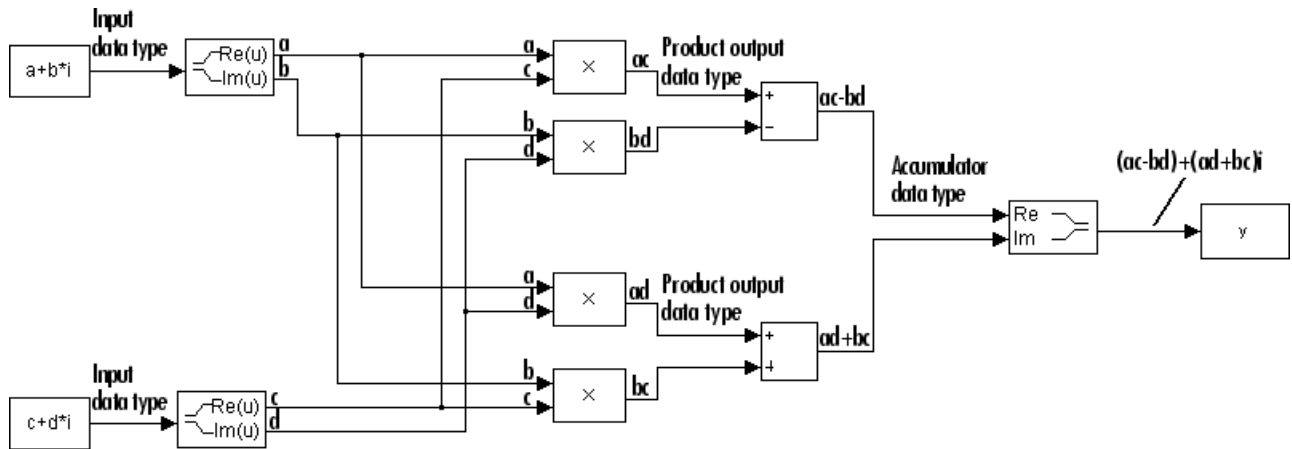 Input
data type
a+b*i
Re(u)
Im(u)
a
b
a
c
×
ac
Product output
data type
+
−
ac-bd
b
d
×
bd
Accumulator
data type
(ac-bd)+(ad+bc)i
Re
Im
y
a
d
×
ad
Product output
data type
+
+
ad+bc
b
c
×
bc
Input
data type
c+d*i
Re(u)
Im(u)
c
d